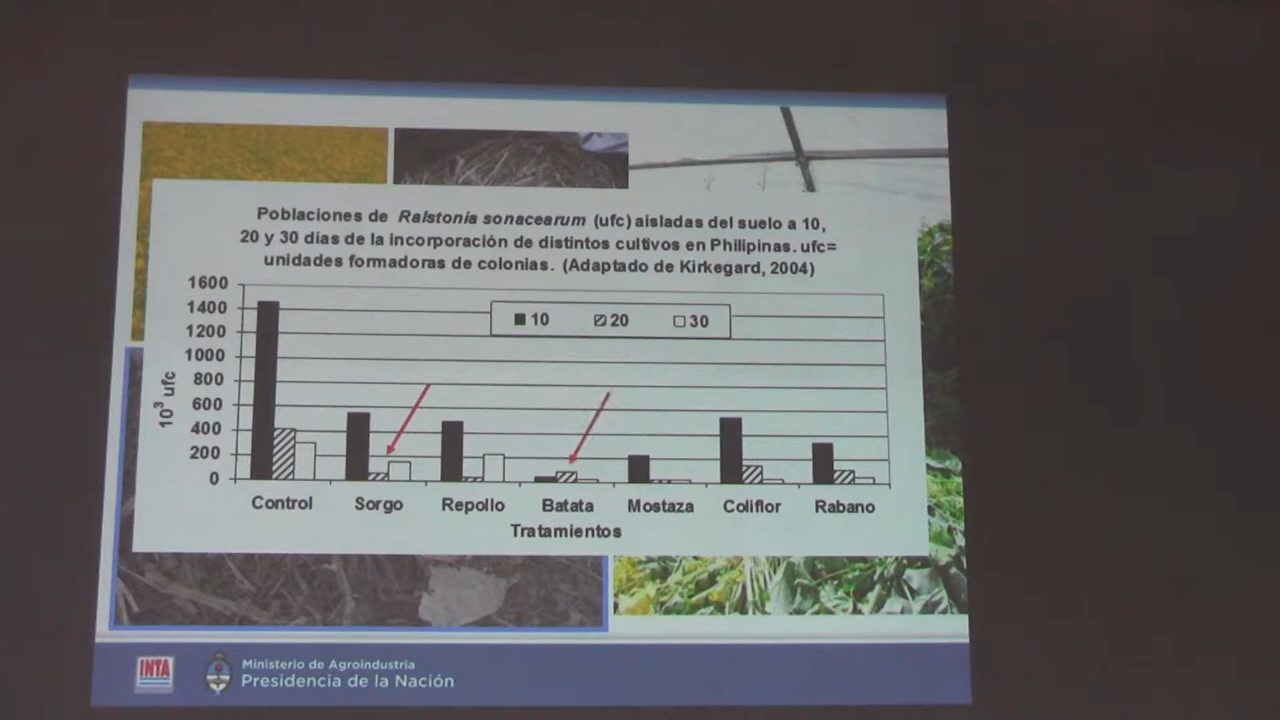 Poblaciones de Ralstonia sonacearum (ufc) aisladas del suelo a 10,
20 y 30 dias de la incorporación de distintos cultivos en Philipinas. ufc=
unidades formadoras de colonias. (Adaptado de Kirkegard, 2004)
1600
1400
1200
1000
800
600
400
200
0
10³ ufc
10 20 30
Control Sorgo Repollo Batata Mostaza Coliflor Rabano
Tratamientos
INTA
Ministerio de Agroindustria
Presidencia de la Nación